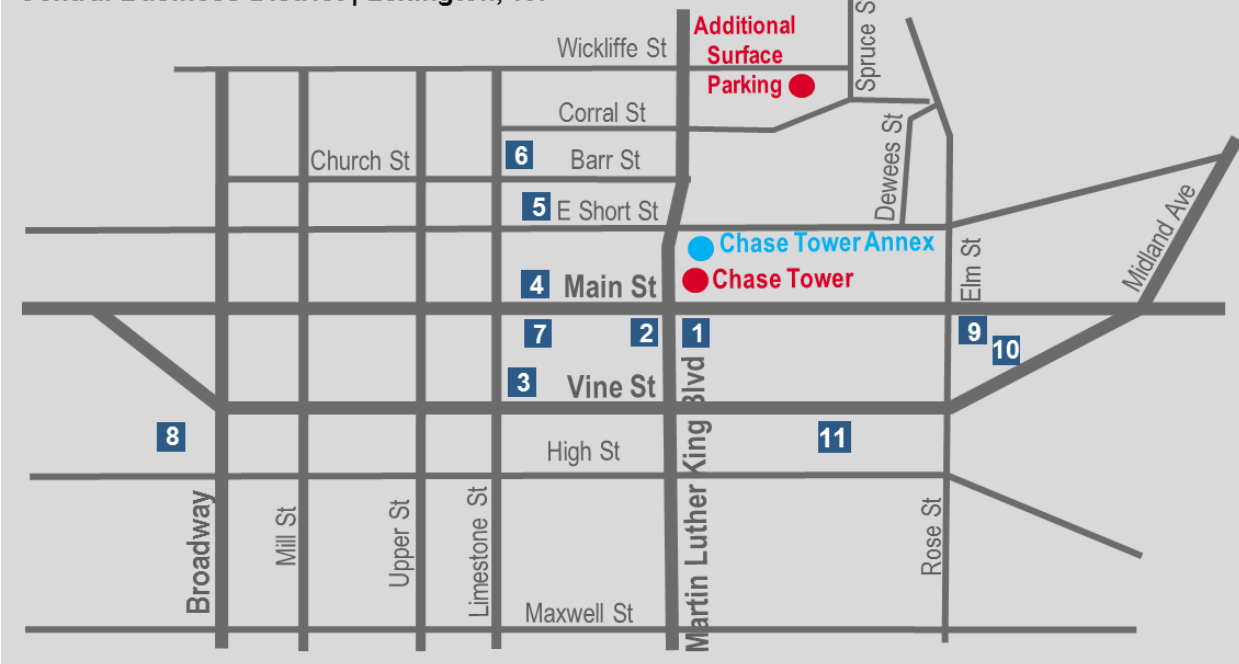 Additional
Surface
Parking
Wickliffe St
Spruce S
Corral St
Dewees St
6
Barr St
Church St
5
E Short St
Chase Tower Annex
Chase Tower
4
Main St
Elm St
Midland Ave
7
2
1
9
10
3
Vine St
8
11
High St
Martin Luther King Blvd
Broadway
Mill St
Upper St
Limestone St
Rose St
Maxwell St